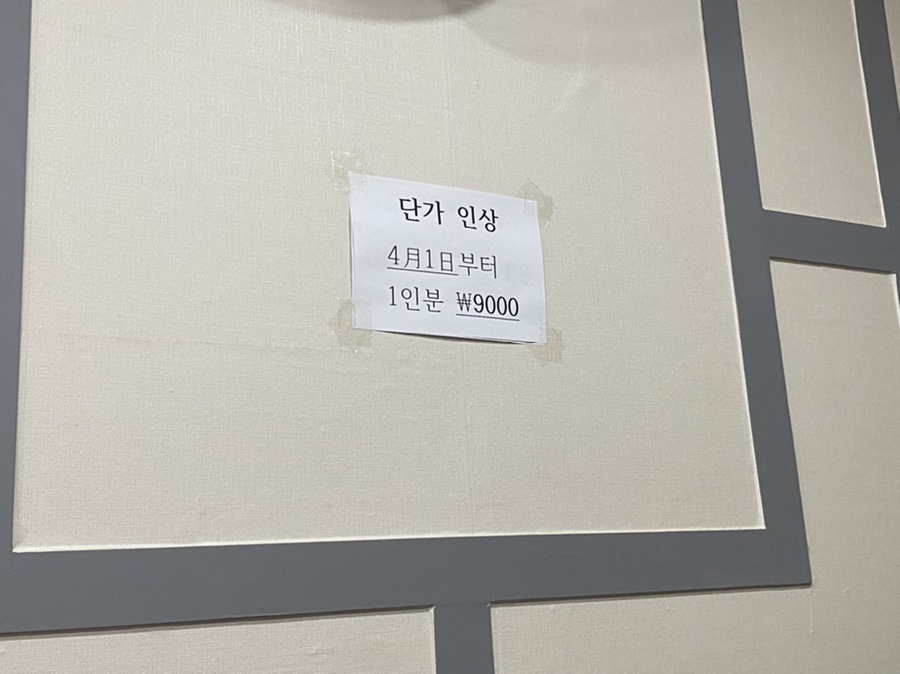 단가 인상
4月1日부터
1인분 ₩9000